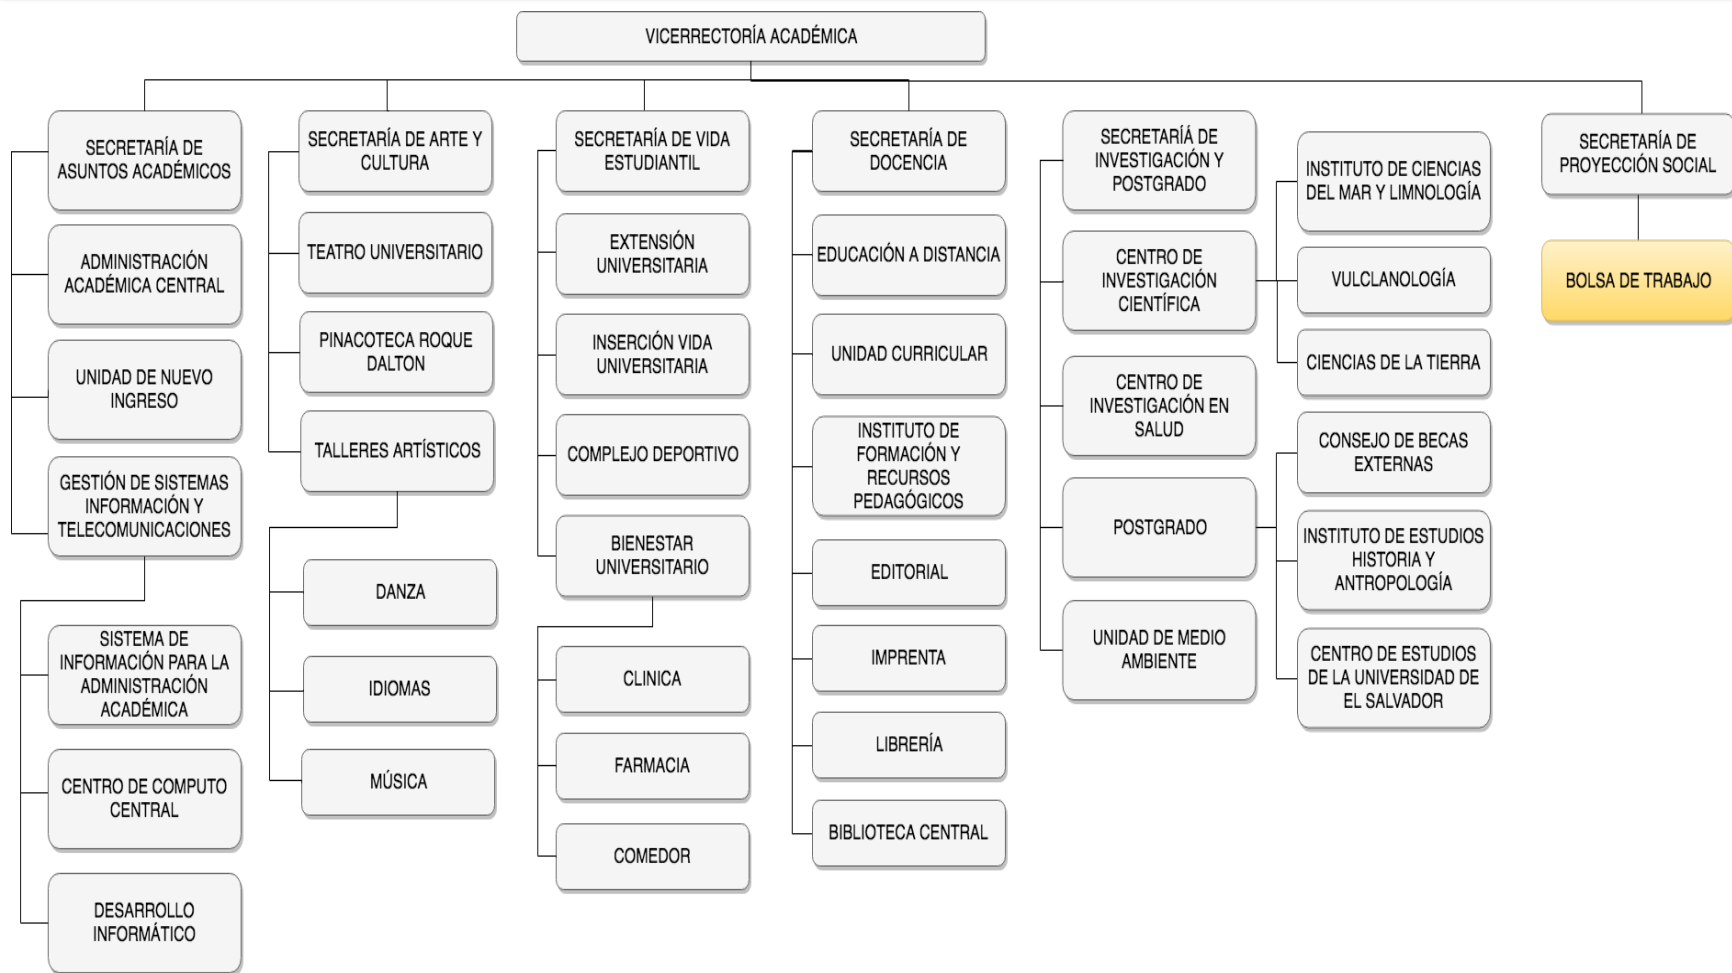 VICERRECTORÍA ACADÉMICA
SECRETARÍA DE
ASUNTOS ACADÉMICOS
ADMINISTRACIÓN
ACADÉMICA CENTRAL
UNIDAD DE NUEVO
INGRESO
GESTIÓN DE SISTEMAS
INFORMACIÓN Y
TELECOMUNICACIONES
SISTEMA DE
INFORMACIÓN PARA LA
ADMINISTRACIÓN
ACADÉMICA
CENTRO DE COMPUTO
CENTRAL
DESARROLLO
INFORMÁTICO
SECRETARÍA DE ARTE Y
CULTURA
TEATRO UNIVERSITARIO
PINACOTECA ROQUE
DALTON
TALLERES ARTÍSTICOS
DANZA
IDIOMAS
MÚSICA
SECRETARÍA DE VIDA
ESTUDIANTIL
EXTENSIÓN
UNIVERSITARIA
INSERCIÓN VIDA
UNIVERSITARIA
COMPLEJO DEPORTIVO
BIENESTAR
UNIVERSITARIO
CLINICA
FARMACIA
COMEDOR
SECRETARÍA DE
DOCENCIA
EDUCACIÓN A DISTANCIA
UNIDAD CURRICULAR
INSTITUTO DE
FORMACIÓN Y
RECURSOS
PEDAGÓGICOS
EDITORIAL
IMPRENTA
LIBRERÍA
BIBLIOTECA CENTRAL
SECRETARÍÁ DE
INVESTIGACIÓN Y
POSTGRADO
CENTRO DE
INVESTIGACIÓN
CIENTÍFICA
CENTRO DE
INVESTIGACIÓN EN
SALUD
POSTGRADO
UNIDAD DE MEDIO
AMBIENTE
INSTITUTO DE CIENCIAS
DEL MAR Y LIMNOLOGÍA
VULCLANOLOGÍA
CIENCIAS DE LA TIERRA
CONSEJO DE BECAS
EXTERNAS
INSTITUTO DE ESTUDIOS
HISTORIA Y
ANTROPOLOGÍA
CENTRO DE ESTUDIOS
DE LA UNIVERSIDAD DE
EL SALVADOR
SECRETARÍA DE
PROYECCIÓN SOCIAL
BOLSA DE TRABAJO